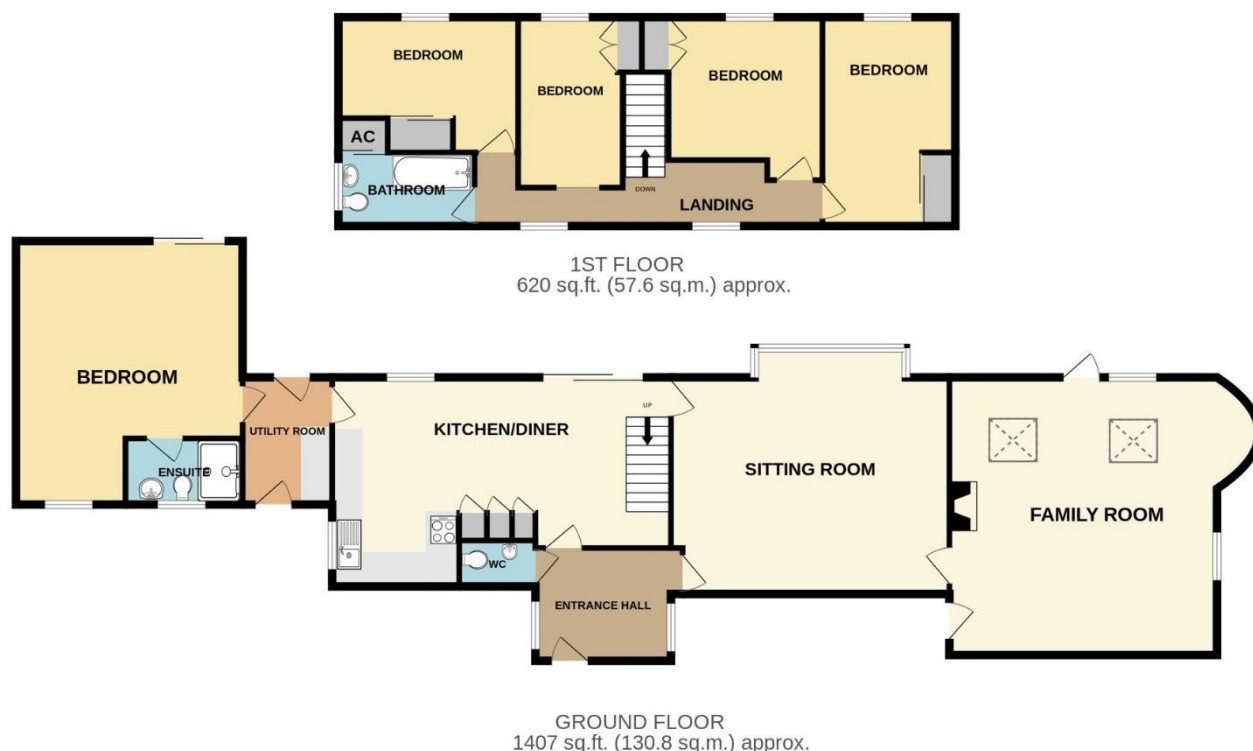 BEDROOM
BEDROOM
BEDROOM
BEDROOM
AC
BATHROOM
DOWN
LANDING
1ST FLOOR
620 sq.ft. (57.6 sq.m.) approx.
BEDROOM
ENSUITE
UTILITY ROOM
KITCHEN/DINER
UP
SITTING ROOM
FAMILY ROOM
WC
ENTRANCE HALL
GROUND FLOOR
1407 sq.ft. (130.8 sq.m.) approx.